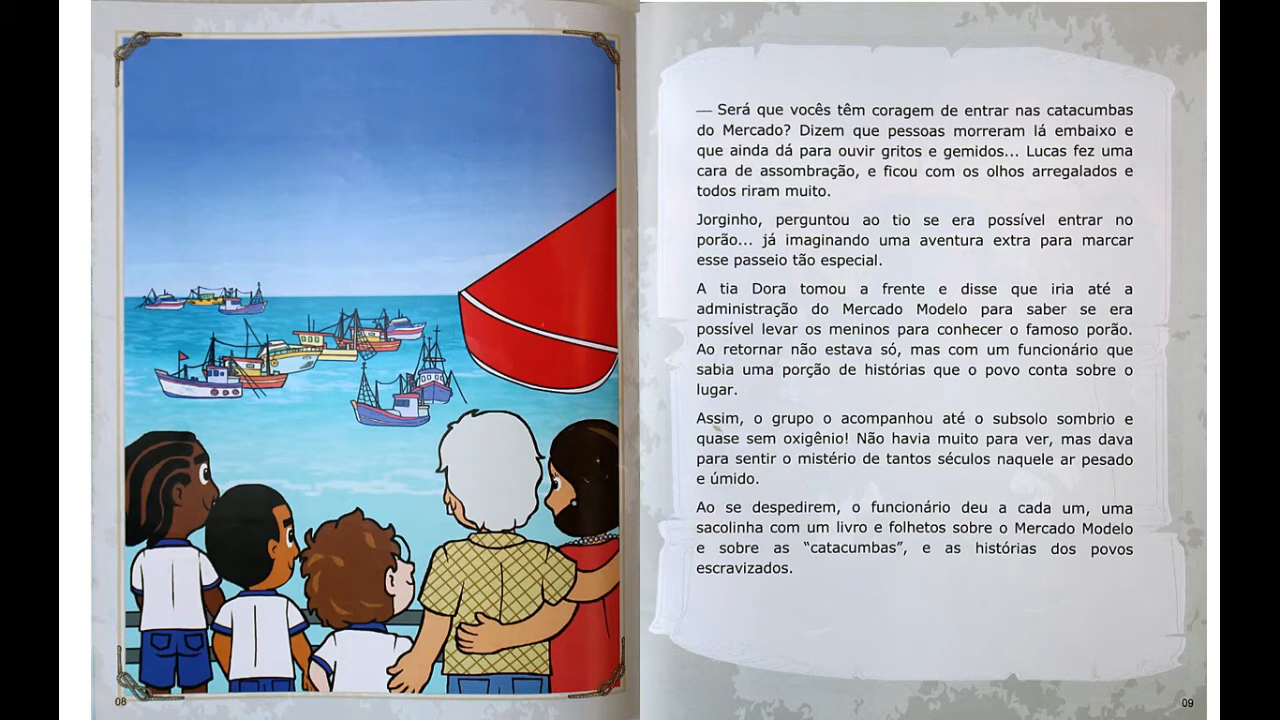 — Será que vocês têm coragem de entrar nas catacumbas
do Mercado? Dizem que pessoas morreram lá embaixo e
que ainda dá para ouvir gritos e gemidos... Lucas fez uma
cara de assombração, e ficou com os olhos arregalados e
todos riram muito.
Jorginho, perguntou ao tio se era possível entrar no
porão... já imaginando uma aventura extra para marcar
esse passeio tão especial.
A tia Dora tomou a frente e disse que iria até a
administração do Mercado Modelo para saber se era
possível levar os meninos para conhecer o famoso porão.
Ao retornar não estava só, mas com um funcionário que
sabia uma porção de histórias que o povo conta sobre o
lugar.
Assim, o grupo o acompanhou até o subsolo sombrio e
quase sem oxigênio! Não havia muito para ver, mas dava
para sentir o mistério de tantos séculos naquele ar pesado
e úmido.
Ao se despedirem, o funcionário deu a cada um, uma
sacolinha com um livro e folhetos sobre o Mercado Modelo
e sobre as “catacumbas”, e as histórias dos povos
escravizados.
08
09